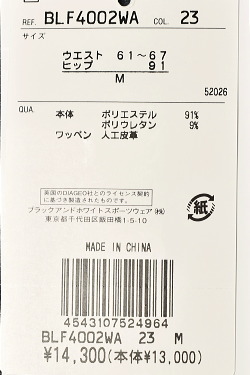 REF. BLF4002WA COL. 23
サイズ
ウエスト 61〜67
ヒップ 91
M
52026
QUA.
本体 ポリエステル 91%
ポリウレタン 9%
ワッペン 人工皮革
英国のDIAGEO社とのライセンス契約
に基づき製造されたものです。
ブラックアンドホワイトスポーツウェア㈱
東京都千代田区飯田橋1-5-10
紙
MADE IN CHINA
4543107524964
BLF4002WA 23 M
¥14,300(本体¥13,000)